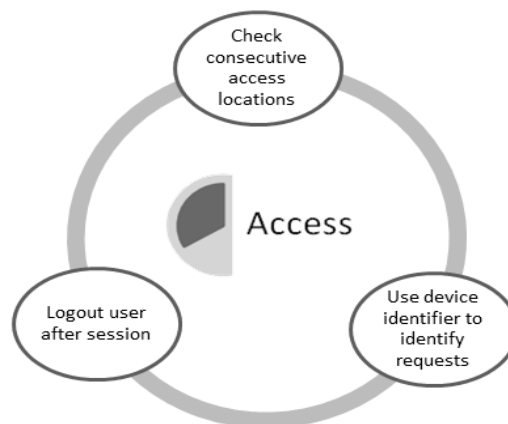 Check
consecutive
access
locations
Access
Logout user
after session
Use device
identifier to
identify
requests